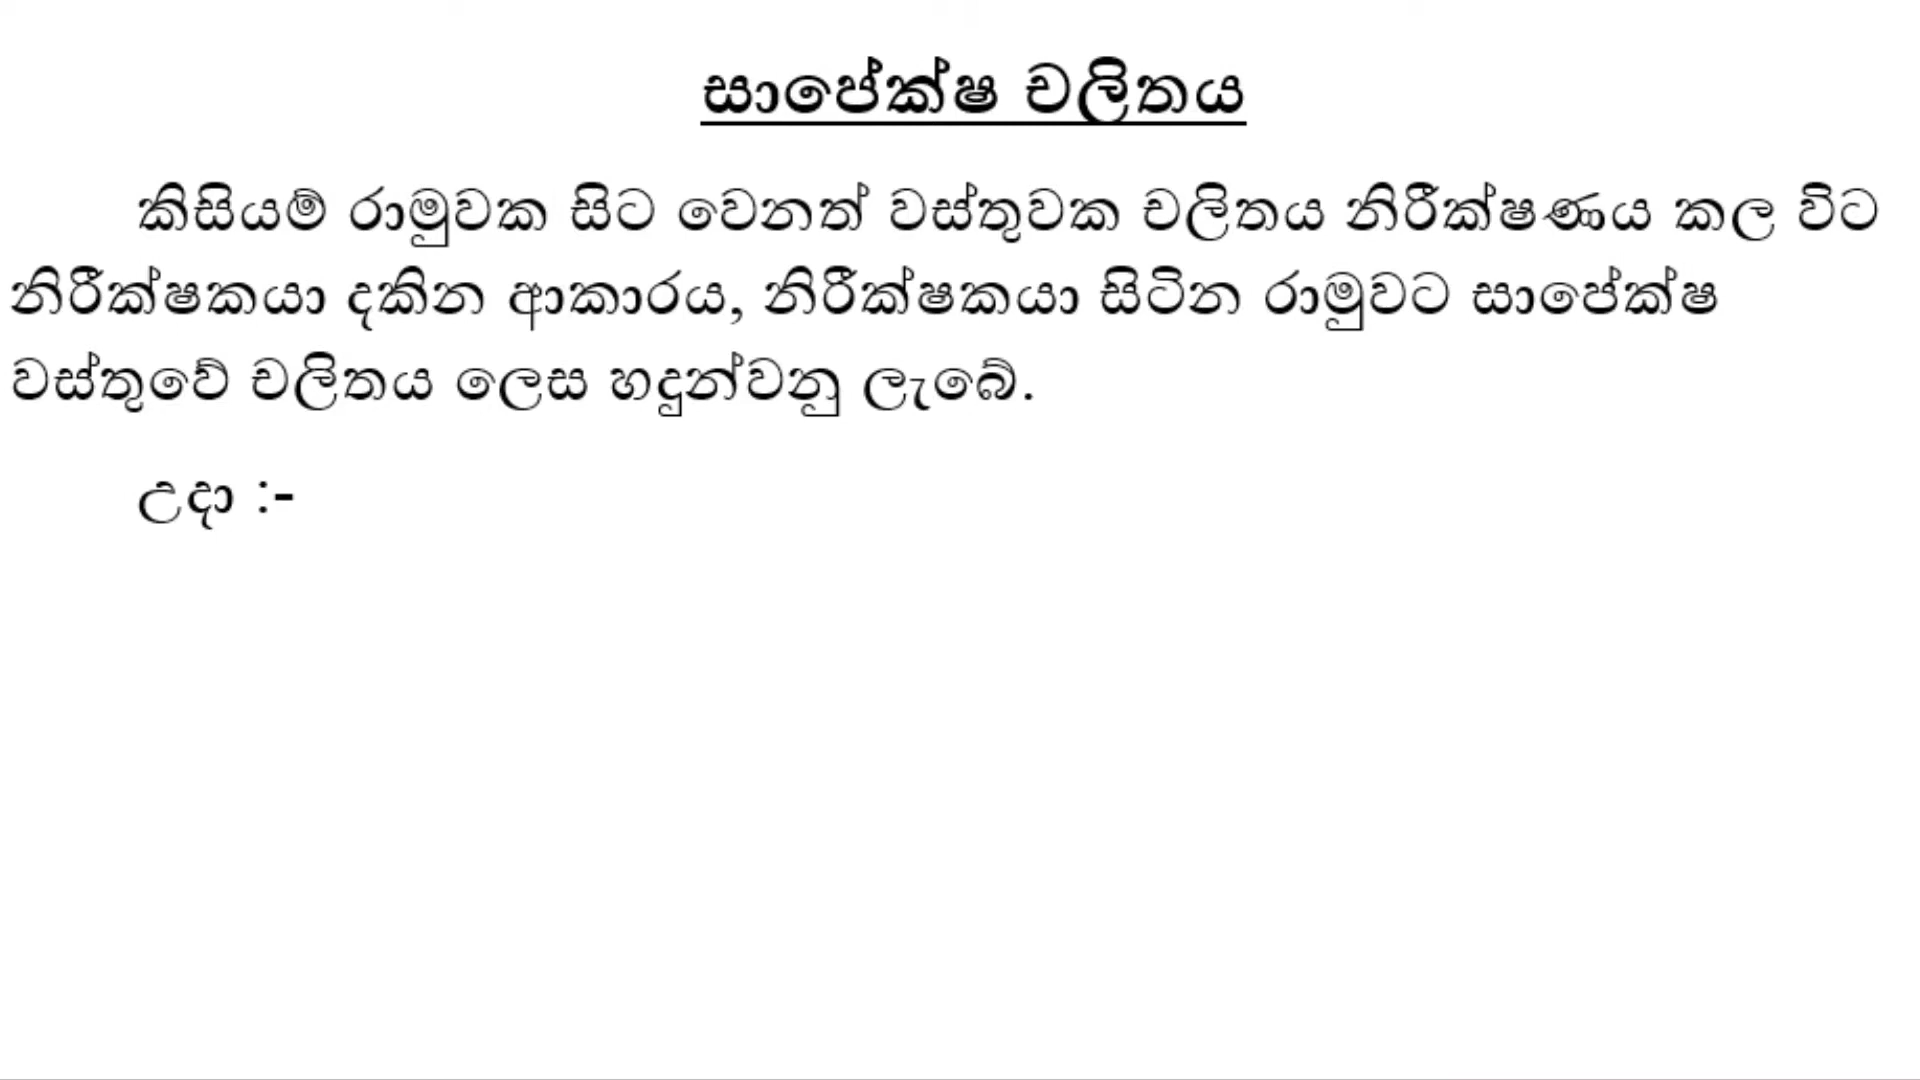 සාපේක්ෂ චලිතය
කිසියම් රාමුවක සිට වෙනත් වස්තුවක චලිතය නිරීක්ෂණය කල විට
නිරීක්ෂකයා දකින ආකාරය, නිරීක්ෂකයා සිටින රාමුවට සාපේක්ෂ
වස්තුවේ චලිතය ලෙස හදුන්වනු ලැබේ.
උදා :-